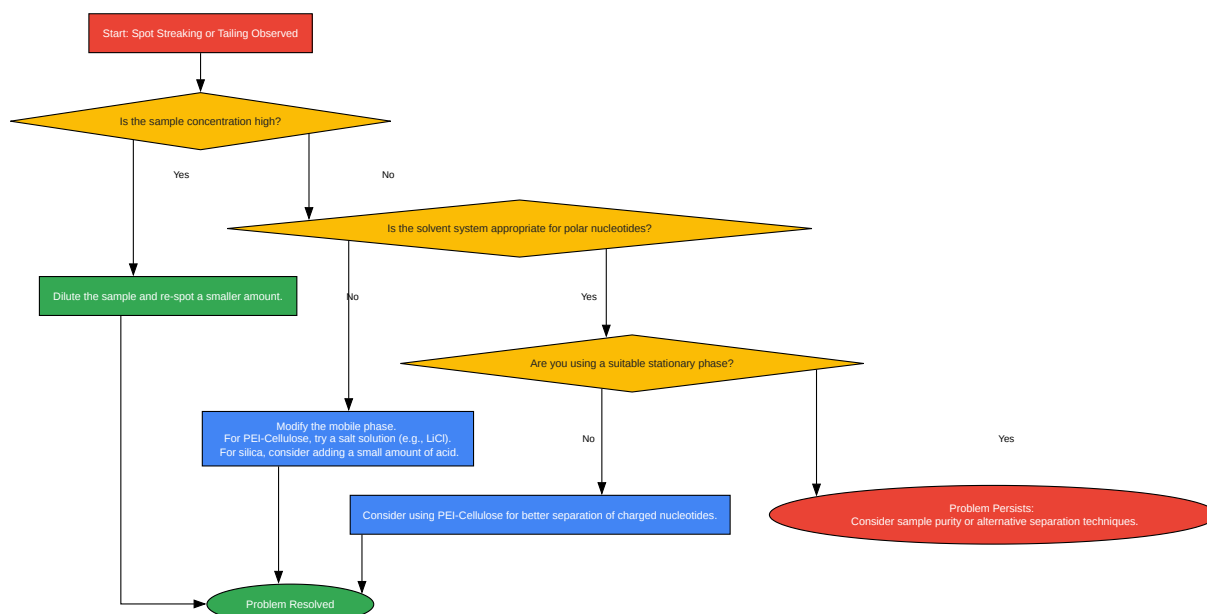 Start: Spot Streaking or Tailing Observed
Is the sample concentration high?
Yes
No
Is the solvent system appropriate for polar nucleotides?
Dilute the sample and re-spot a smaller amount.
No
Yes
Are you using a suitable stationary phase?
Modify the mobile phase.
For PEI-Cellulose, try a salt solution (e.g., LiCl).
For silica, consider adding a small amount of acid.
No
Yes
Consider using PEI-Cellulose for better separation of charged nucleotides.
Problem Persists:
Consider sample purity or alternative separation techniques.
Problem Resolved